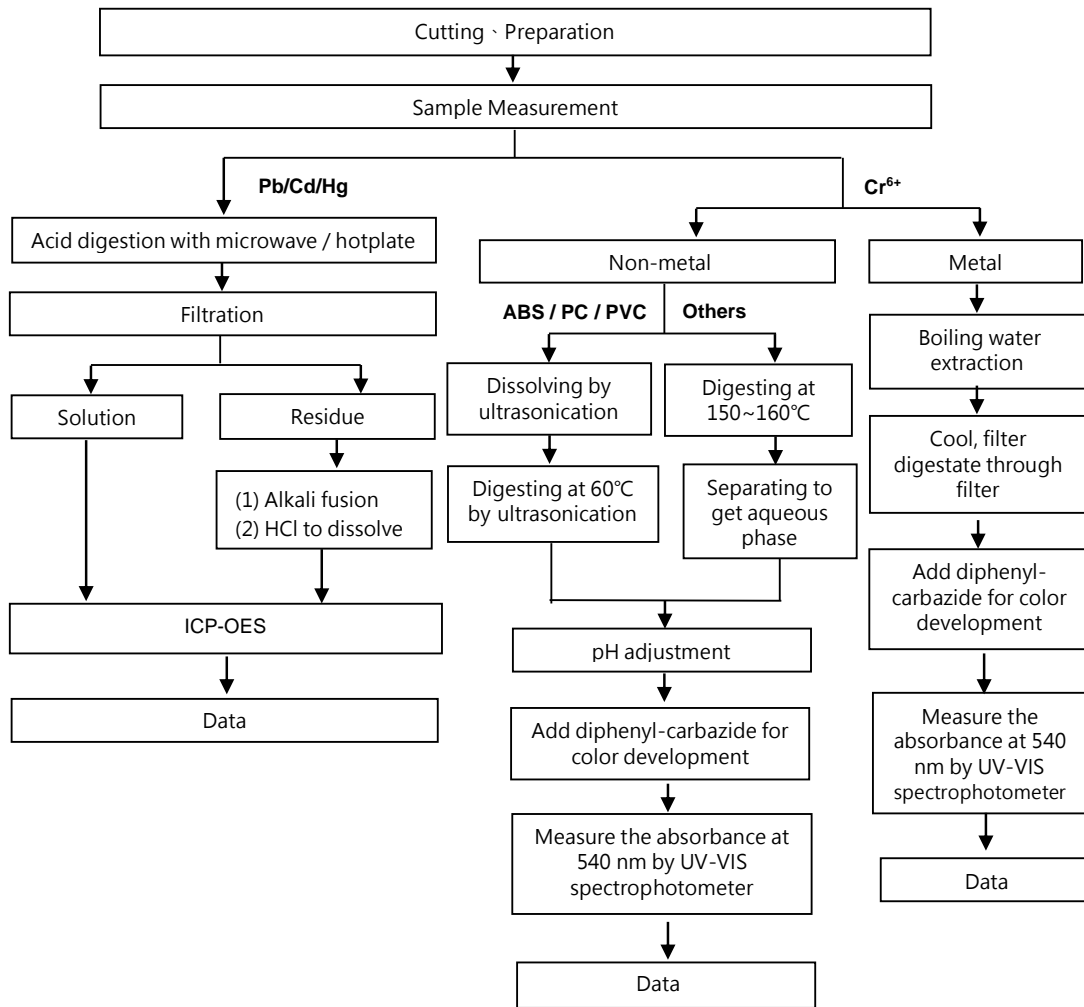 Cutting、Preparation
Sample Measurement
Pb/Cd/Hg
Cr6+
Acid digestion with microwave / hotplate
Filtration
Solution
Residue
(1) Alkali fusion
(2) HCl to dissolve
ICP-OES
Data
Non-metal
ABS / PC / PVC
Others
Dissolving by
ultrasonication
Digesting at 60℃
by ultrasonication
Digesting at
150~160℃
Separating to
get aqueous
phase
pH adjustment
Add diphenyl-carbazide for
color development
Measure the absorbance at
540 nm by UV-VIS
spectrophotometer
Data
Metal
Boiling water
extraction
Cool, filter
digestate through
filter
Add diphenyl-
carbazide for color
development
Measure the
absorbance at 540
nm by UV-VIS
spectrophotometer
Data